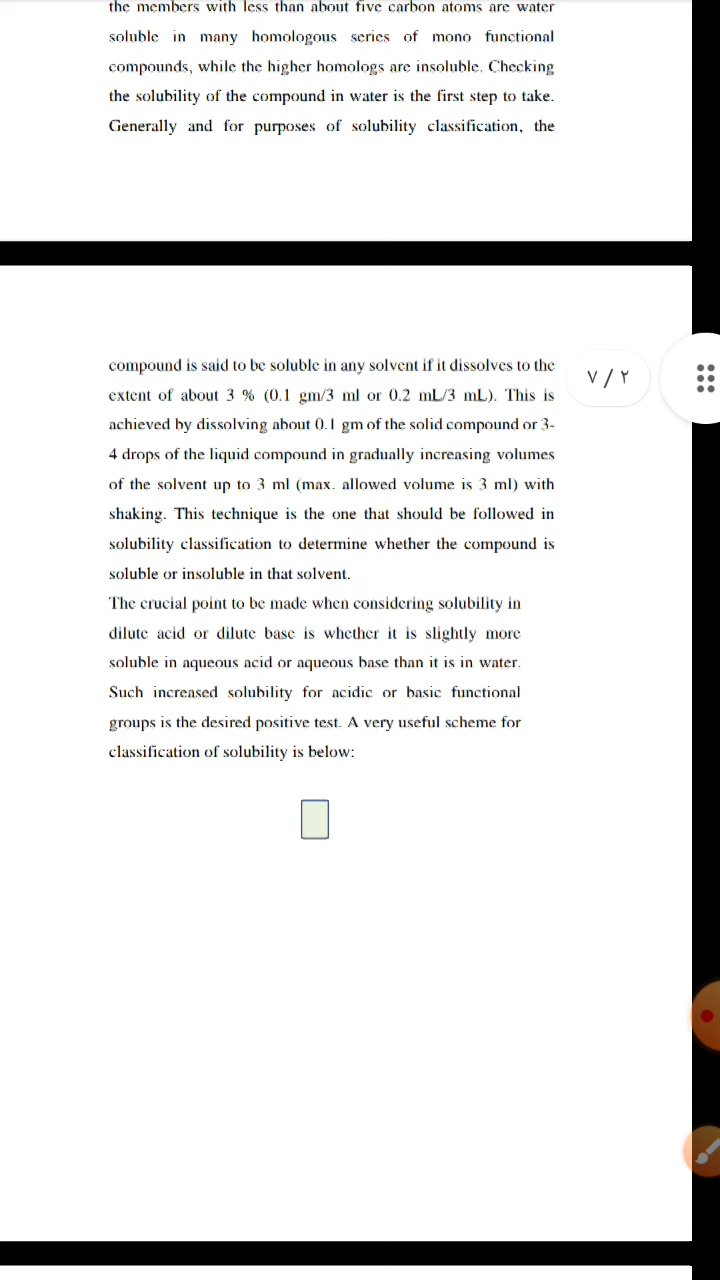 the members with less than about five carbon atoms are water
soluble in many homologous series of mono functional
compounds, while the higher homologs are insoluble. Checking
the solubility of the compound in water is the first step to take.
Generally and for purposes of solubility classification, the
compound is said to be soluble in any solvent if it dissolves to the
extent of about 3 % (0.1 gm/3 ml or 0.2 mL/3 mL). This is
achieved by dissolving about 0.1 gm of the solid compound or 3-
4 drops of the liquid compound in gradually increasing volumes
of the solvent up to 3 ml (max. allowed volume is 3 ml) with
shaking. This technique is the one that should be followed in
solubility classification to determine whether the compound is
soluble or insoluble in that solvent.
The crucial point to be made when considering solubility in
dilute acid or dilute base is whether it is slightly more
soluble in aqueous acid or aqueous base than it is in water.
Such increased solubility for acidic or basic functional
groups is the desired positive test. A very useful scheme for
classification of solubility is below:
٧ / ٢